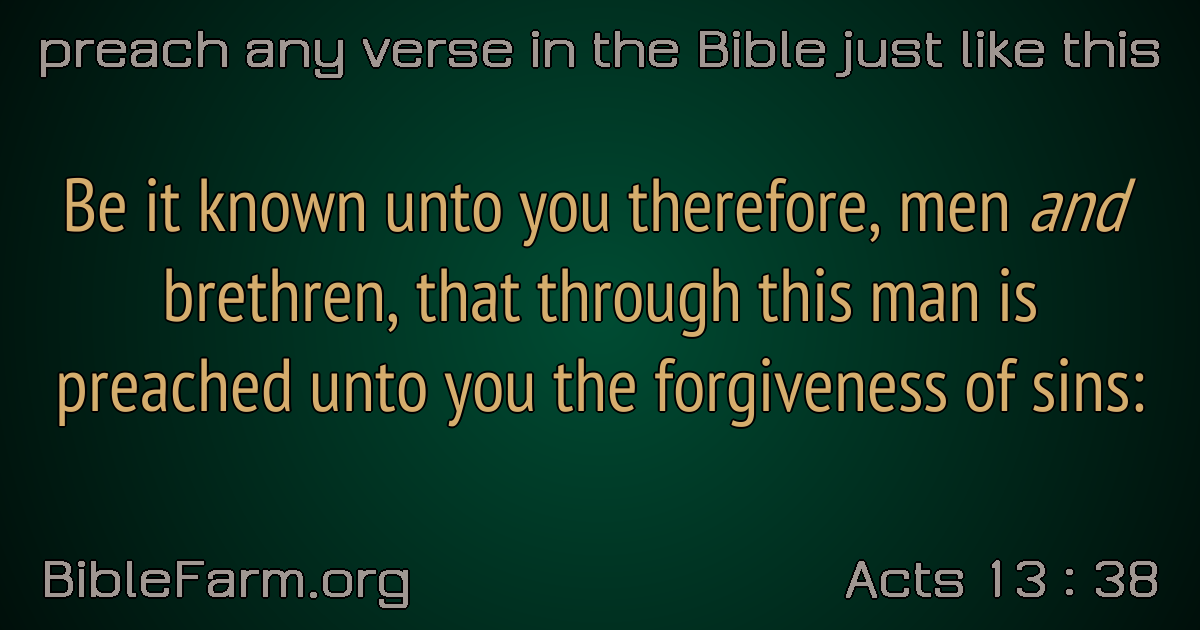 preach any verse in the Bible just like this
Be it known unto you therefore, men and
brethren, that through this man is
preached unto you the forgiveness of sins:
BibleFarm.org
Acts 13 : 38